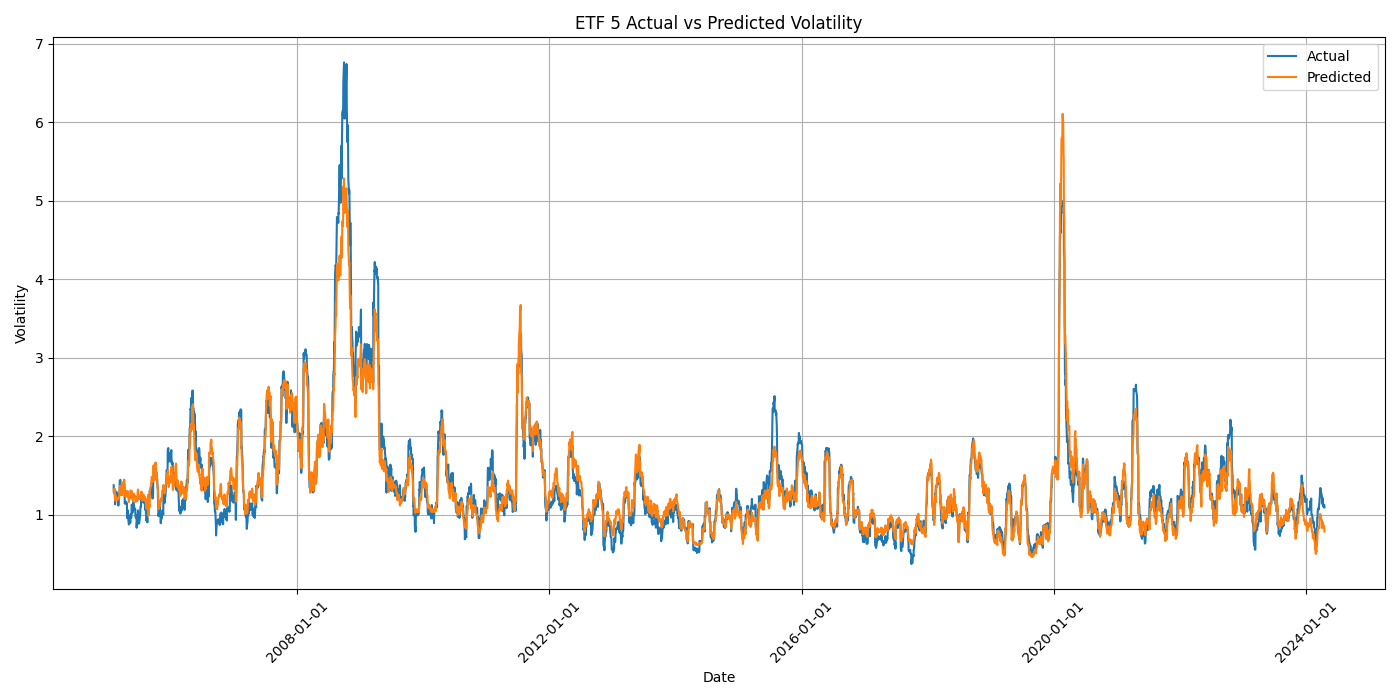 ETF 5 Actual vs Predicted Volatility
Actual
Predicted
Volatility
7
6
5
4
3
2
1
2008-01-01
2012-01-01
2016-01-01
2020-01-01
2024-01-01
Date